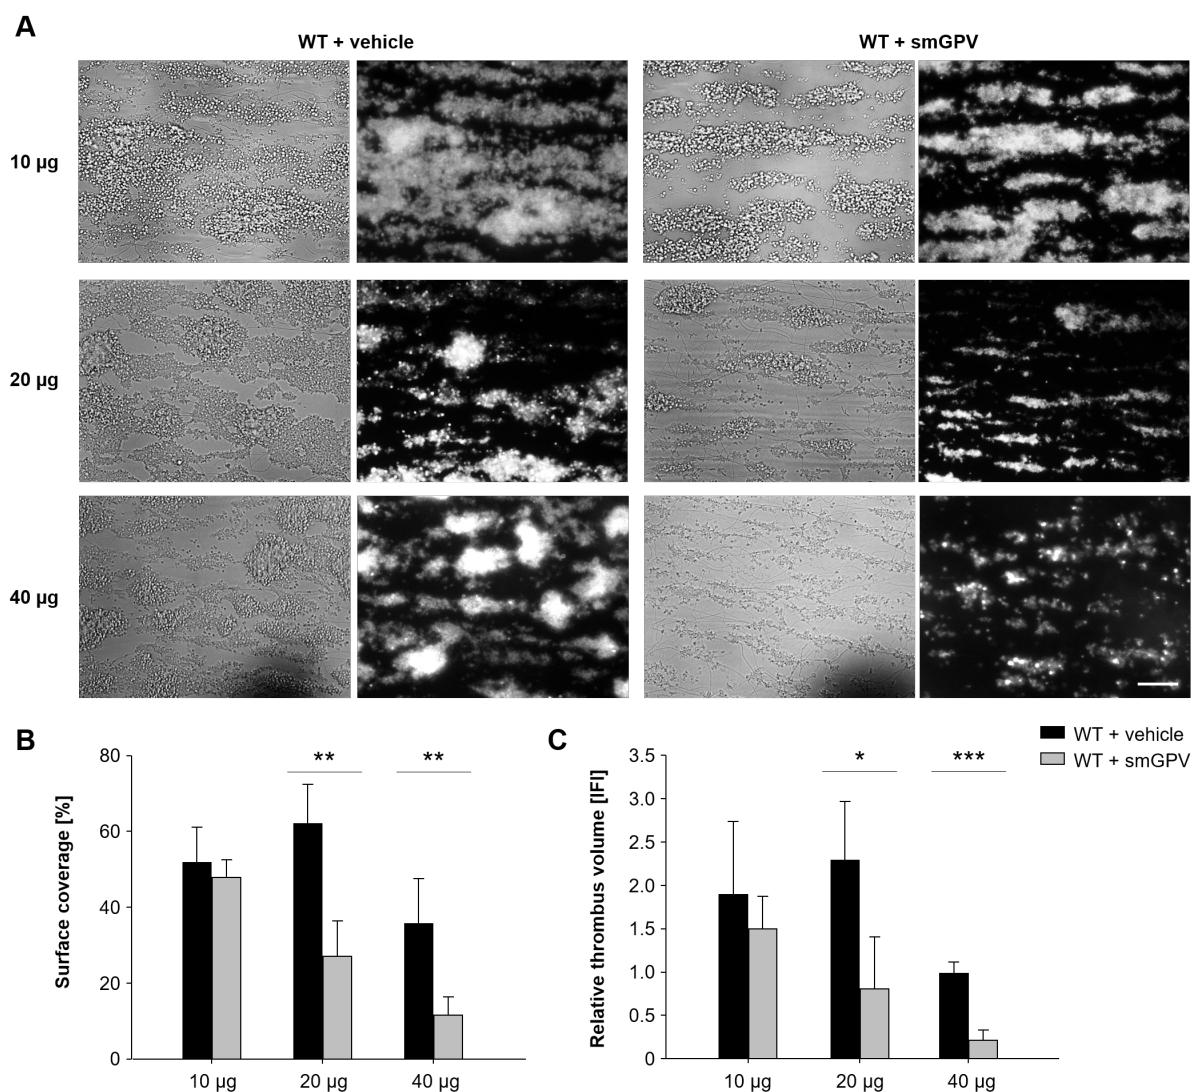 A
WT + vehicle
WT + smGPV
10 µg
20 µg
40 µg
B
Surface coverage [%]
80
60
40
20
0
**
**
10 µg
20 µg
40 µg
C
WT + vehicle
WT + smGPV
Relative thrombus volume [IFI]
3.5
3.0
2.5
2.0
1.5
1.0
0.5
0
*
***
10 µg
20 µg
40 µg